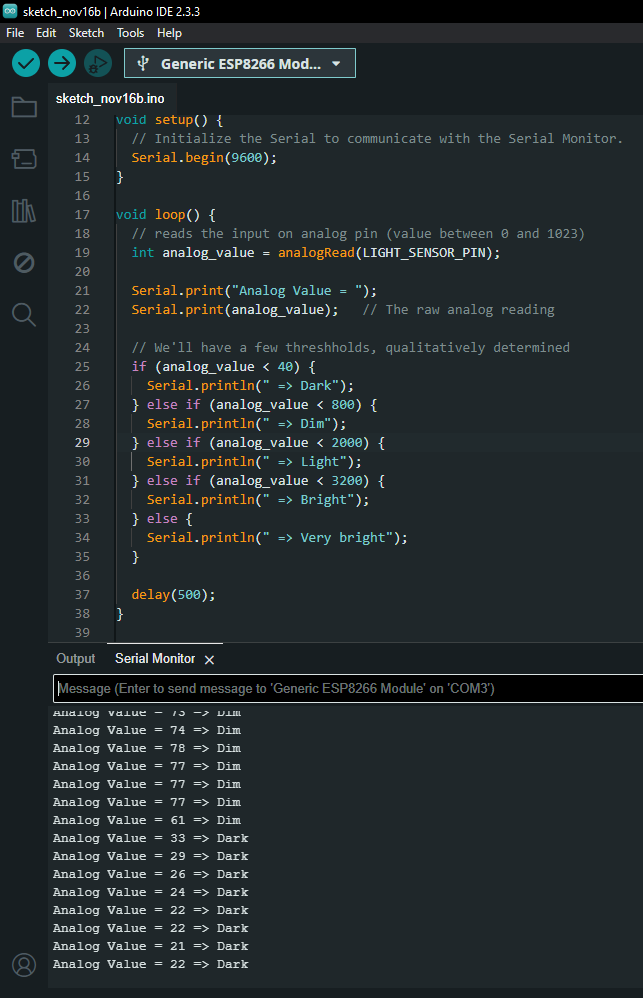 sketch_nov16b | Arduino IDE 2.3.3
File Edit Sketch Tools Help
Generic ESP8266 Mod...
sketch_nov16b.ino
12 void setup() {
13 // Initialize the Serial to communicate with the Serial Monitor.
14 Serial.begin(9600);
15 }
16
17 void loop() {
18 // reads the input on analog pin (value between 0 and 1023)
19 int analog_value = analogRead(LIGHT_SENSOR_PIN);
20
21 Serial.print("Analog Value = ");
22 Serial.print(analog_value); // The raw analog reading
23
24 // We'll have a few threshholds, qualitatively determined
25 if (analog_value < 40) {
26 Serial.println(" => Dark");
27 } else if (analog_value < 800) {
28 Serial.println(" => Dim");
29 } else if (analog_value < 2000) {
30 Serial.println(" => Light");
31 } else if (analog_value < 3200) {
32 Serial.println(" => Bright");
33 } else {
34 Serial.println(" => Very bright");
35 }
36
37 delay(500);
38 }
39
Output Serial Monitor
Message (Enter to send message to 'Generic ESP8266 Module' on 'COM3')
Analog Value = 73 => Dim
Analog Value = 74 => Dim
Analog Value = 78 => Dim
Analog Value = 77 => Dim
Analog Value = 77 => Dim
Analog Value = 77 => Dim
Analog Value = 61 => Dim
Analog Value = 33 => Dark
Analog Value = 29 => Dark
Analog Value = 26 => Dark
Analog Value = 24 => Dark
Analog Value = 22 => Dark
Analog Value = 22 => Dark
Analog Value = 21 => Dark
Analog Value = 22 => Dark